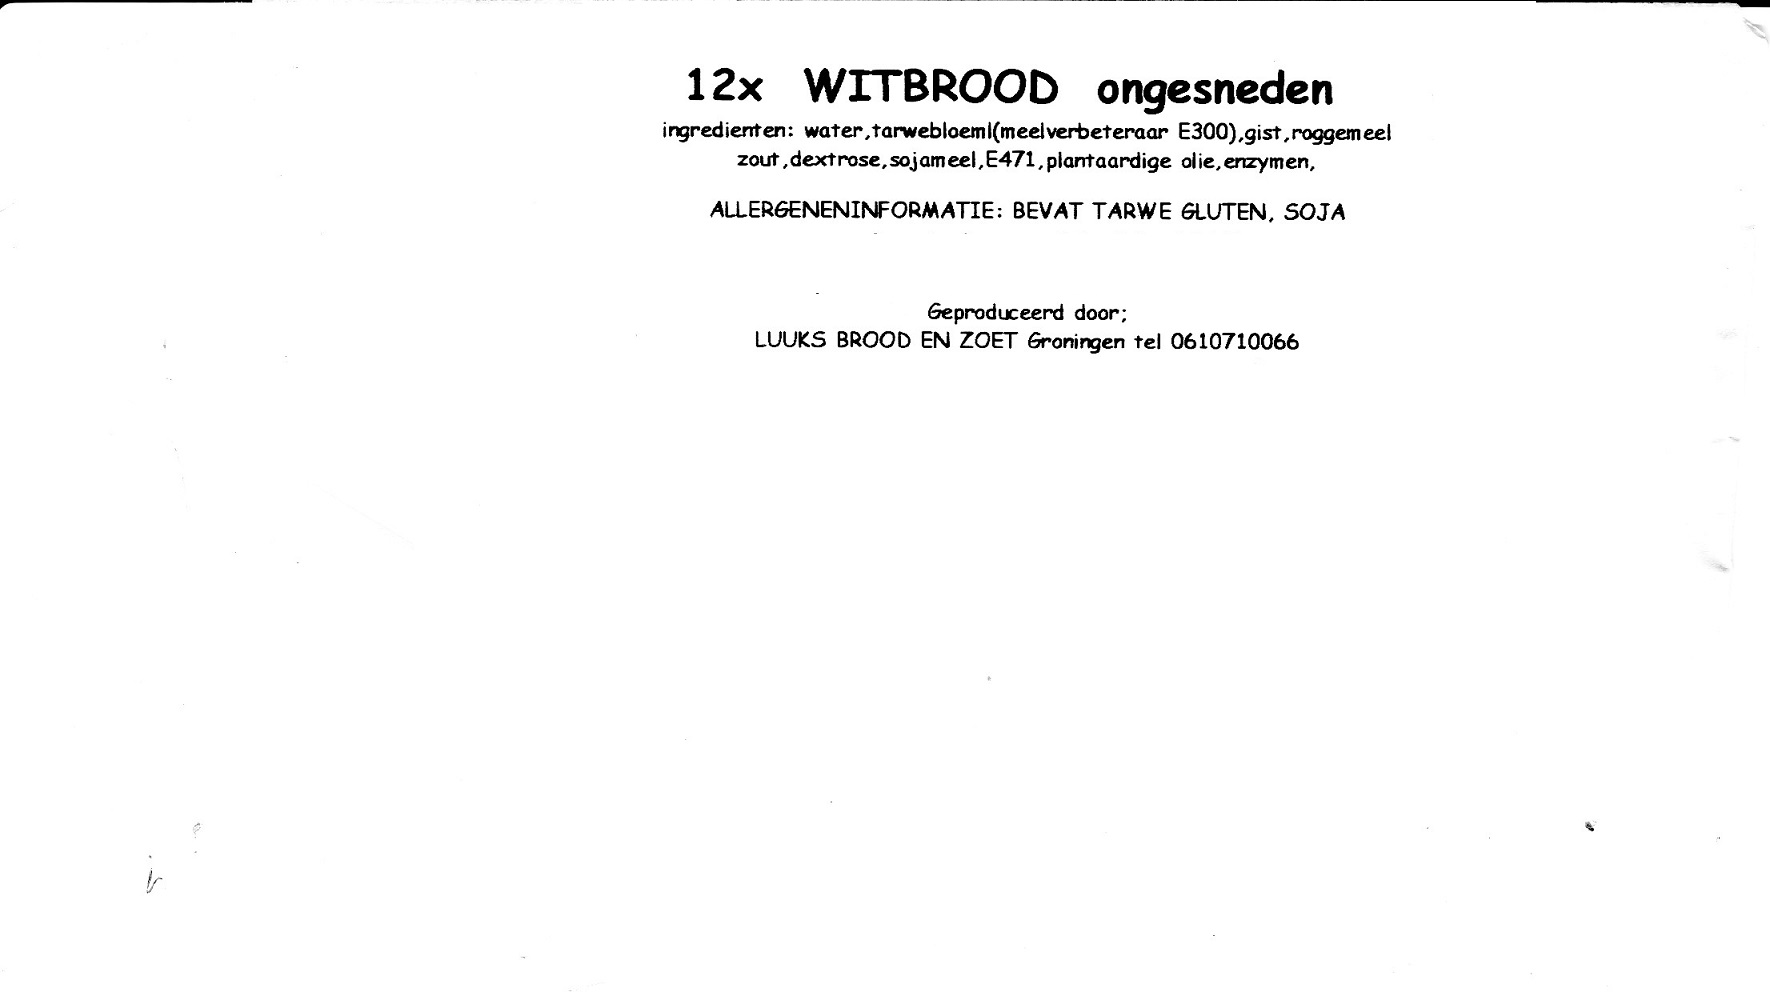 12x WITBROOD ongesneden
ingredienten: water,tarwebloeml(meelverbeteraar E300),gist,roggemeel
zout,dextrose,sojameel,E471,plantaardige olie,enzymen,
ALLERGENENINFORMATIE: BEVAT TARWE GLUTEN, SOJA
Geproduceerd door;
LUUKS BROOD EN ZOET Groningen tel 0610710066